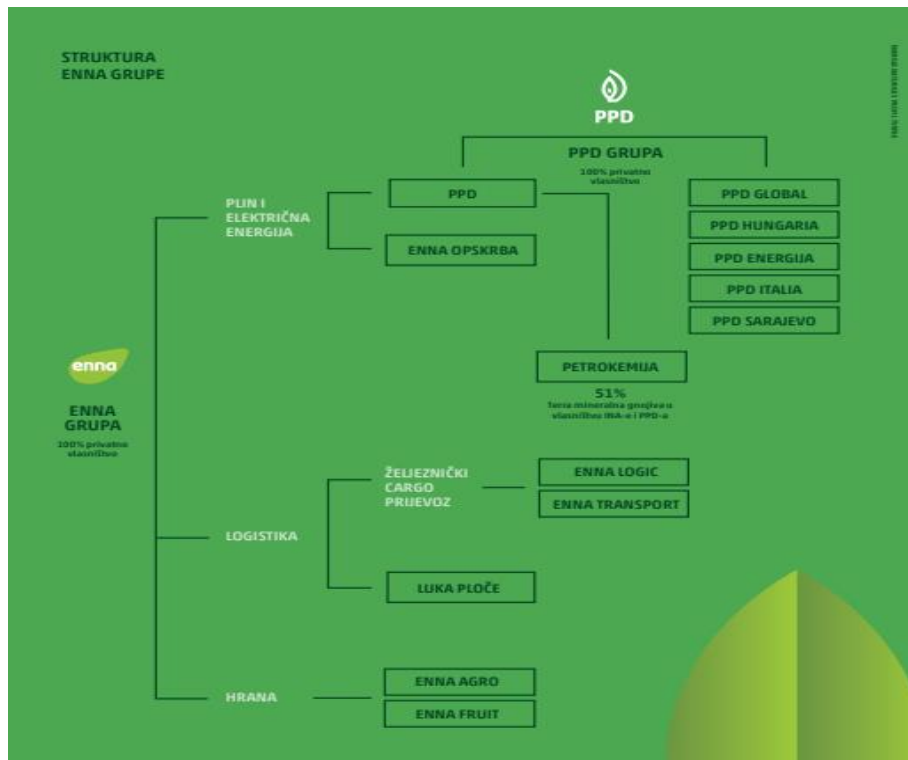 STRUKTURA
ENNA GRUPE
PPD
PPD GRUPA
100% privatno
vlasništvo
PLIN I
ELEKTRIČNA
ENERGIJA
PPD
ENNA OPSKRBA
PPD GLOBAL
PPD HUNGARIA
PPD ENERGIJA
PPD ITALIA
PPD SARAJEVO
PETROKEMIJA
51%
Terra mineralna gnojiva u
vlasništvu INA-e i PPD-a
enna
ENNA
GRUPA
100% privatno
vlasništvo
LOGISTIKA
ŽELJEZNIČKI
CARGO
PRIJEVOZ
ENNA LOGIC
ENNA TRANSPORT
LUKA PLOČE
HRANA
ENNA AGRO
ENNA FRUIT